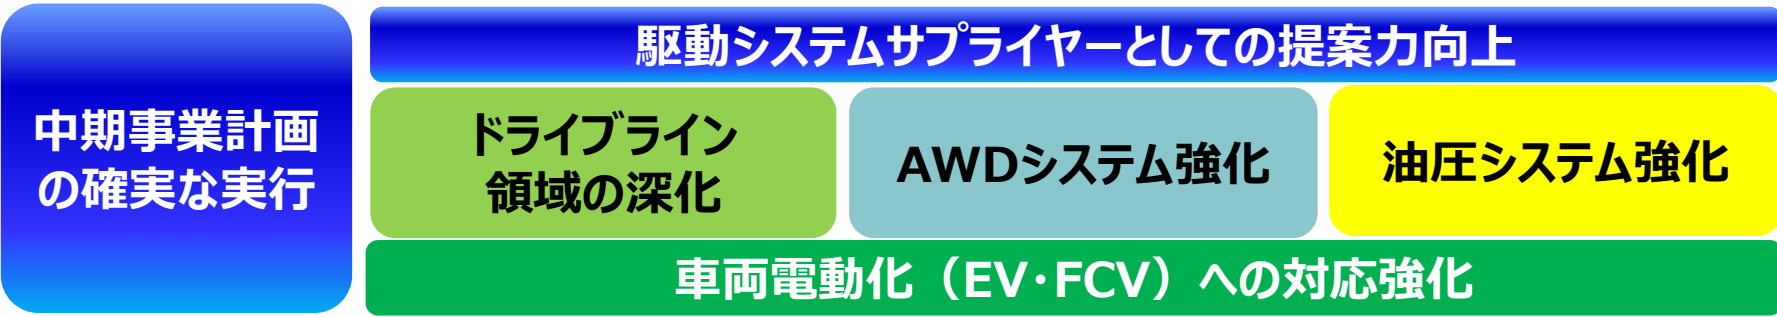 中期事業計画
の確実な実行
駆動システムサプライヤーとしての提案力向上
ドライブライン
領域の深化
AWDシステム強化
油圧システム強化
車両電動化（EV･FCV）への対応強化